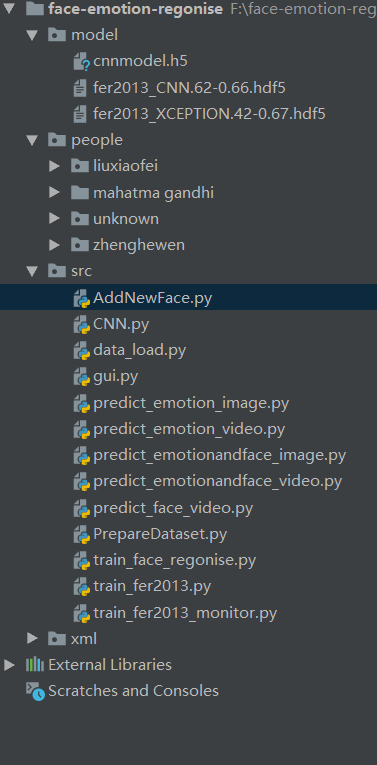 face-emotion-regonise F:\face-emotion-reg
model
cnnmodel.h5
fer2013_CNN.62-0.66.hdf5
fer2013_XCEPTION.42-0.67.hdf5
people
liuxiaofei
mahatma gandhi
unknown
zhenghewen
src
AddNewFace.py
CNN.py
data_load.py
gui.py
predict_emotion_image.py
predict_emotion_video.py
predict_emotionandface_image.py
predict_emotionandface_video.py
predict_face_video.py
PrepareDataset.py
train_face_regonise.py
train_fer2013.py
train_fer2013_monitor.py
xml
External Libraries
Scratches and Consoles